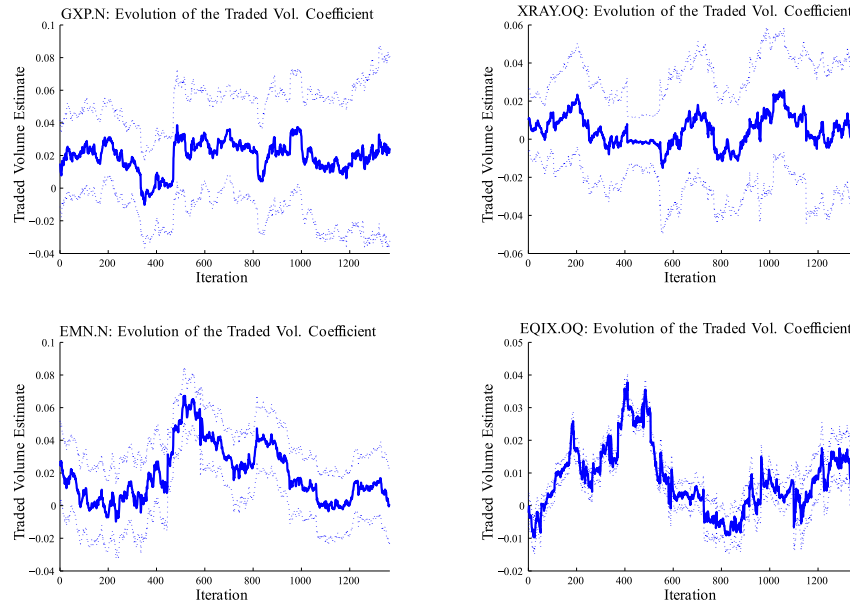 GXP.N: Evolution of the Traded Vol. Coefficient
0.1
0.08
0.06
0.04
0.02
0
−0.02
−0.04
Traded Volume Estimate
0 200 400 600 800 1000 1200
Iteration
XRAY.OQ: Evolution of the Traded Vol. Coefficient
0.06
0.04
0.02
0
−0.02
−0.04
−0.06
Traded Volume Estimate
0 200 400 600 800 1000 1200
Iteration
EMN.N: Evolution of the Traded Vol. Coefficient
0.1
0.08
0.06
0.04
0.02
0
−0.02
−0.04
Traded Volume Estimate
0 200 400 600 800 1000 1200
Iteration
EQIX.OQ: Evolution of the Traded Vol. Coefficient
0.05
0.04
0.03
0.02
0.01
0
−0.01
−0.02
Traded Volume Estimate
0 200 400 600 800 1000 1200
Iteration